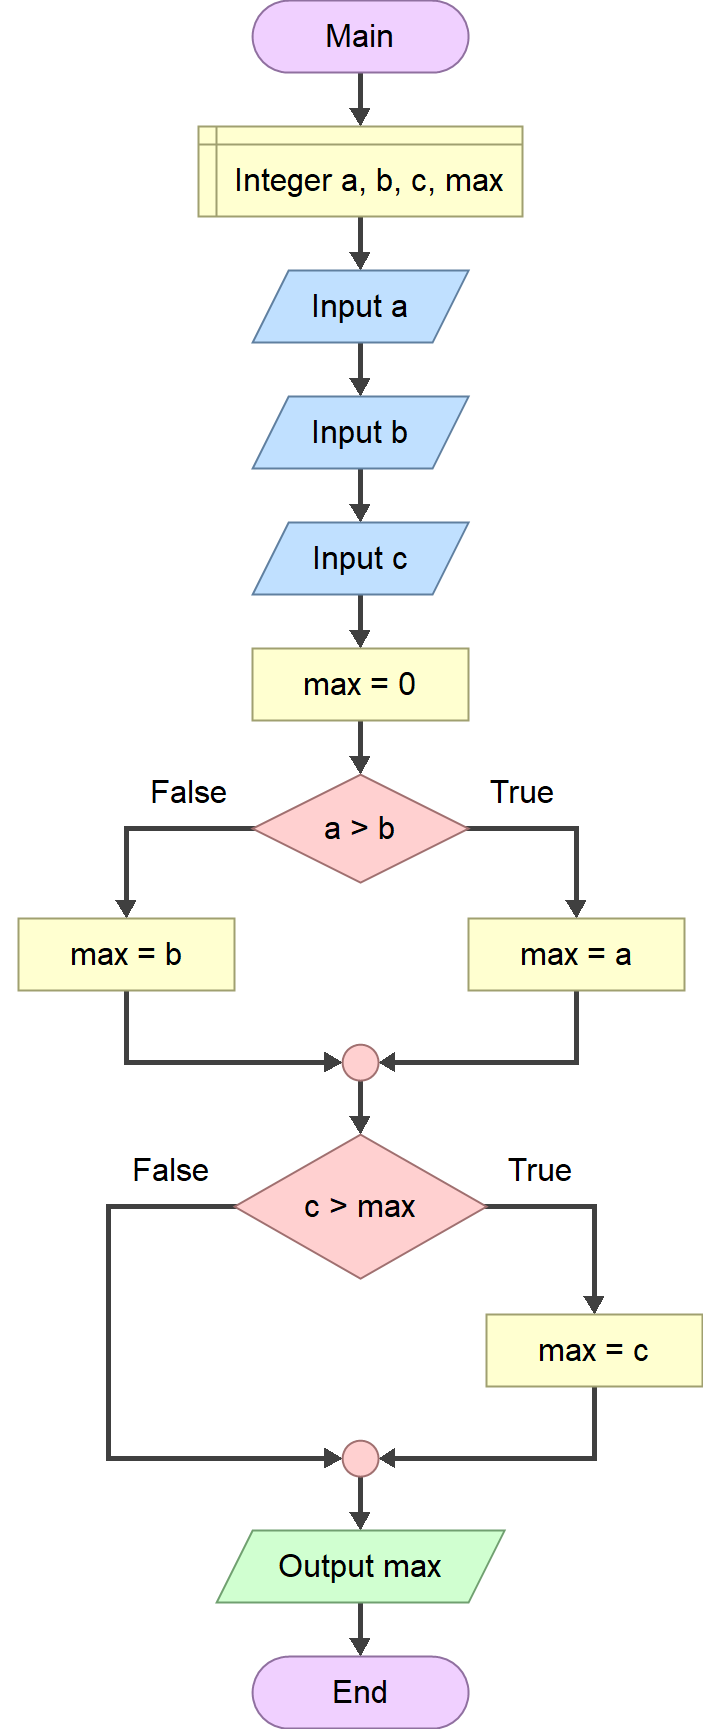 Main
Integer a, b, c, max
Input a
Input b
Input c
max = 0
False
True
a > b
max = b
max = a
False
True
c > max
max = c
Output max
End